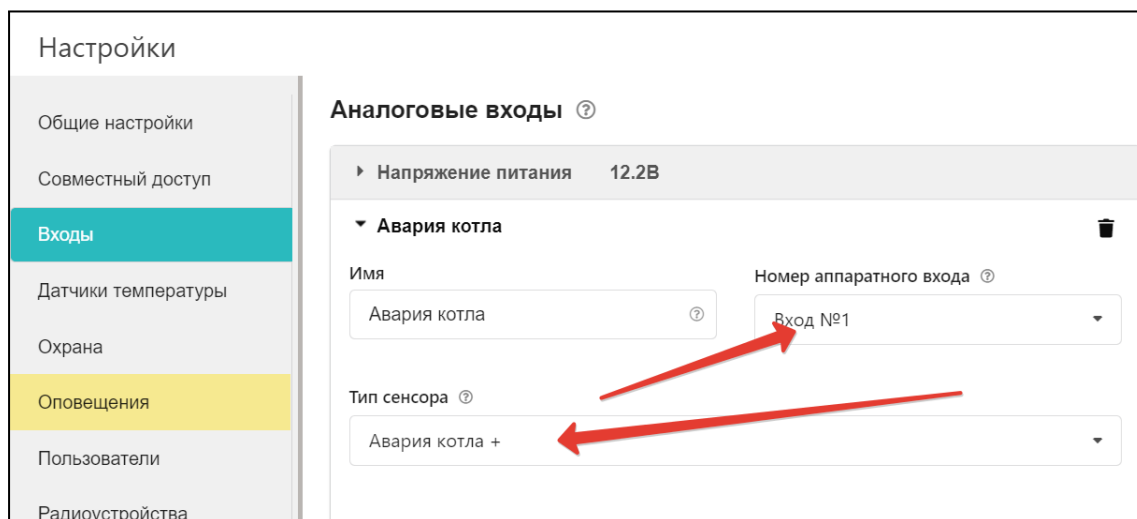 Настройки
Общие настройки
Совместный доступ
Входы
Датчики температуры
Охрана
Оповещения
Пользователи
Радиоустройства
Аналоговые входы ?
Напряжение питания 12.2В
Авария котла
Имя
Номер аппаратного входа ?
Авария котла ?
Вход №1
Тип сенсора ?
Авария котла +